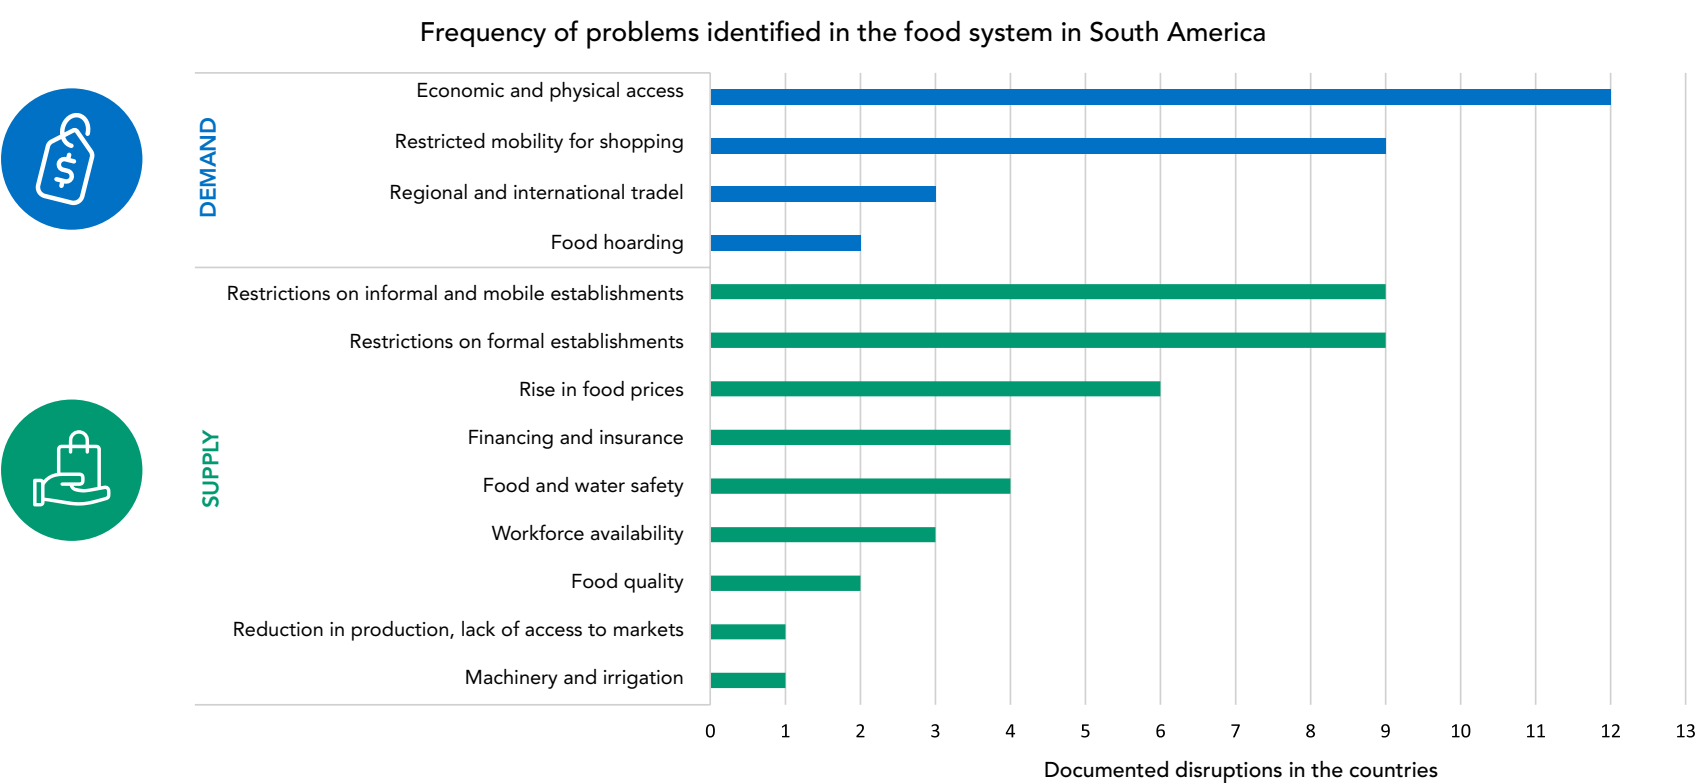 Frequency of problems identified in the food system in South America
DEMAND
Economic and physical access
Restricted mobility for shopping
Regional and international tradel
Food hoarding
SUPPLY
Restrictions on informal and mobile establishments
Restrictions on formal establishments
Rise in food prices
Financing and insurance
Food and water safety
Workforce availability
Food quality
Reduction in production, lack of access to markets
Machinery and irrigation
0 1 2 3 4 5 6 7 8 9 10 11 12 13
Documented disruptions in the countries
$